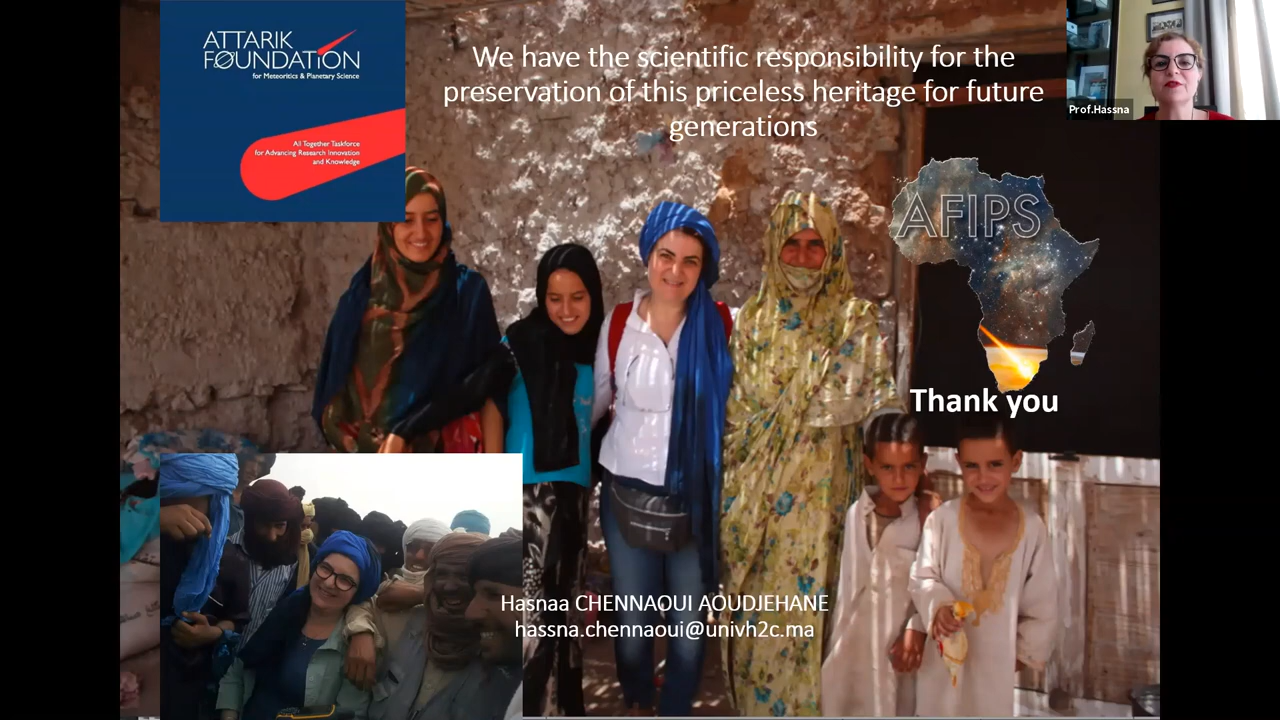 ATTARIK
FOUNDATION
for Meteoritics & Planetary Science
All Together Taskforce
for Advancing Research Innovation
and Knowledge
We have the scientific responsibility for the
preservation of this priceless heritage for future
generations
Prof.Hassna
AFIPS
Thank you
Hasnaa CHENNAOUI AOUDJEHANE
hassna.chennaoui@univh2c.ma